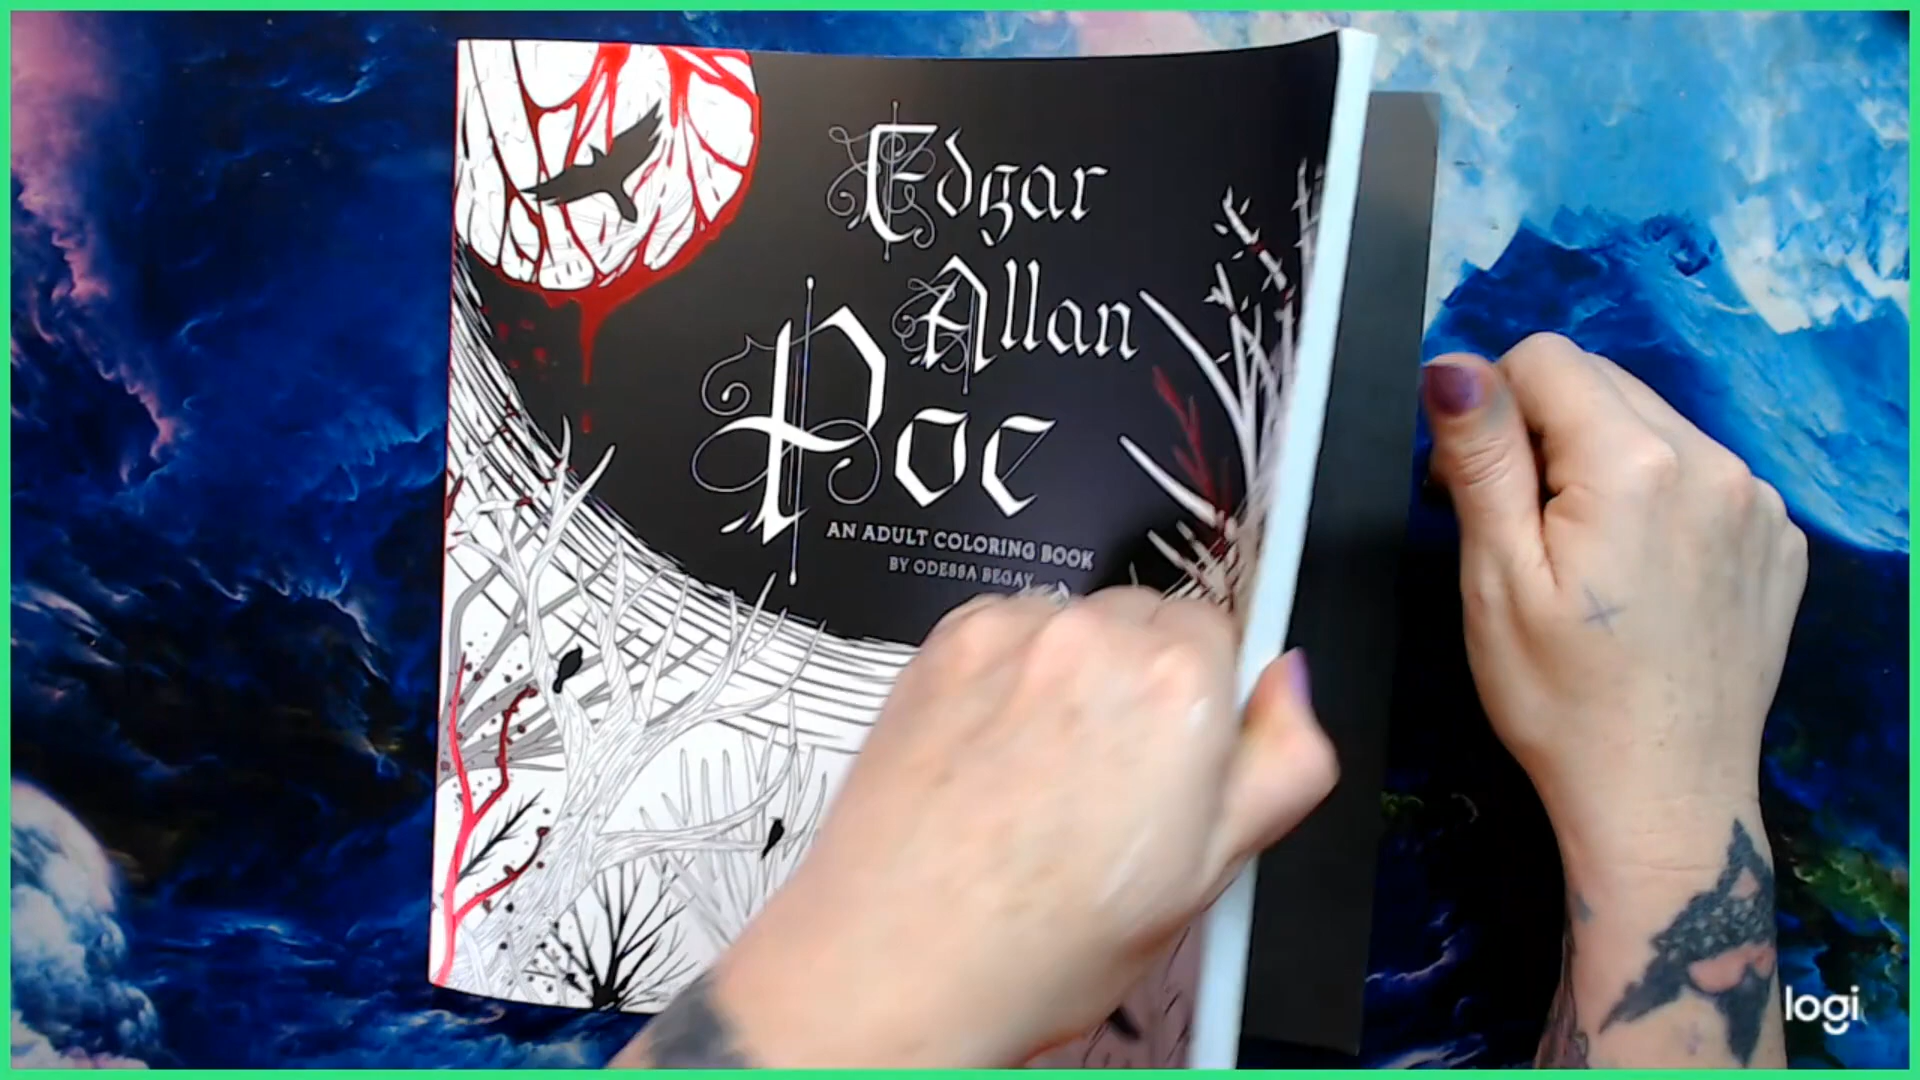 Edgar
Allan
Poe
AN ADULT COLORING BOOK
BY ODESSA BEGAY
logi